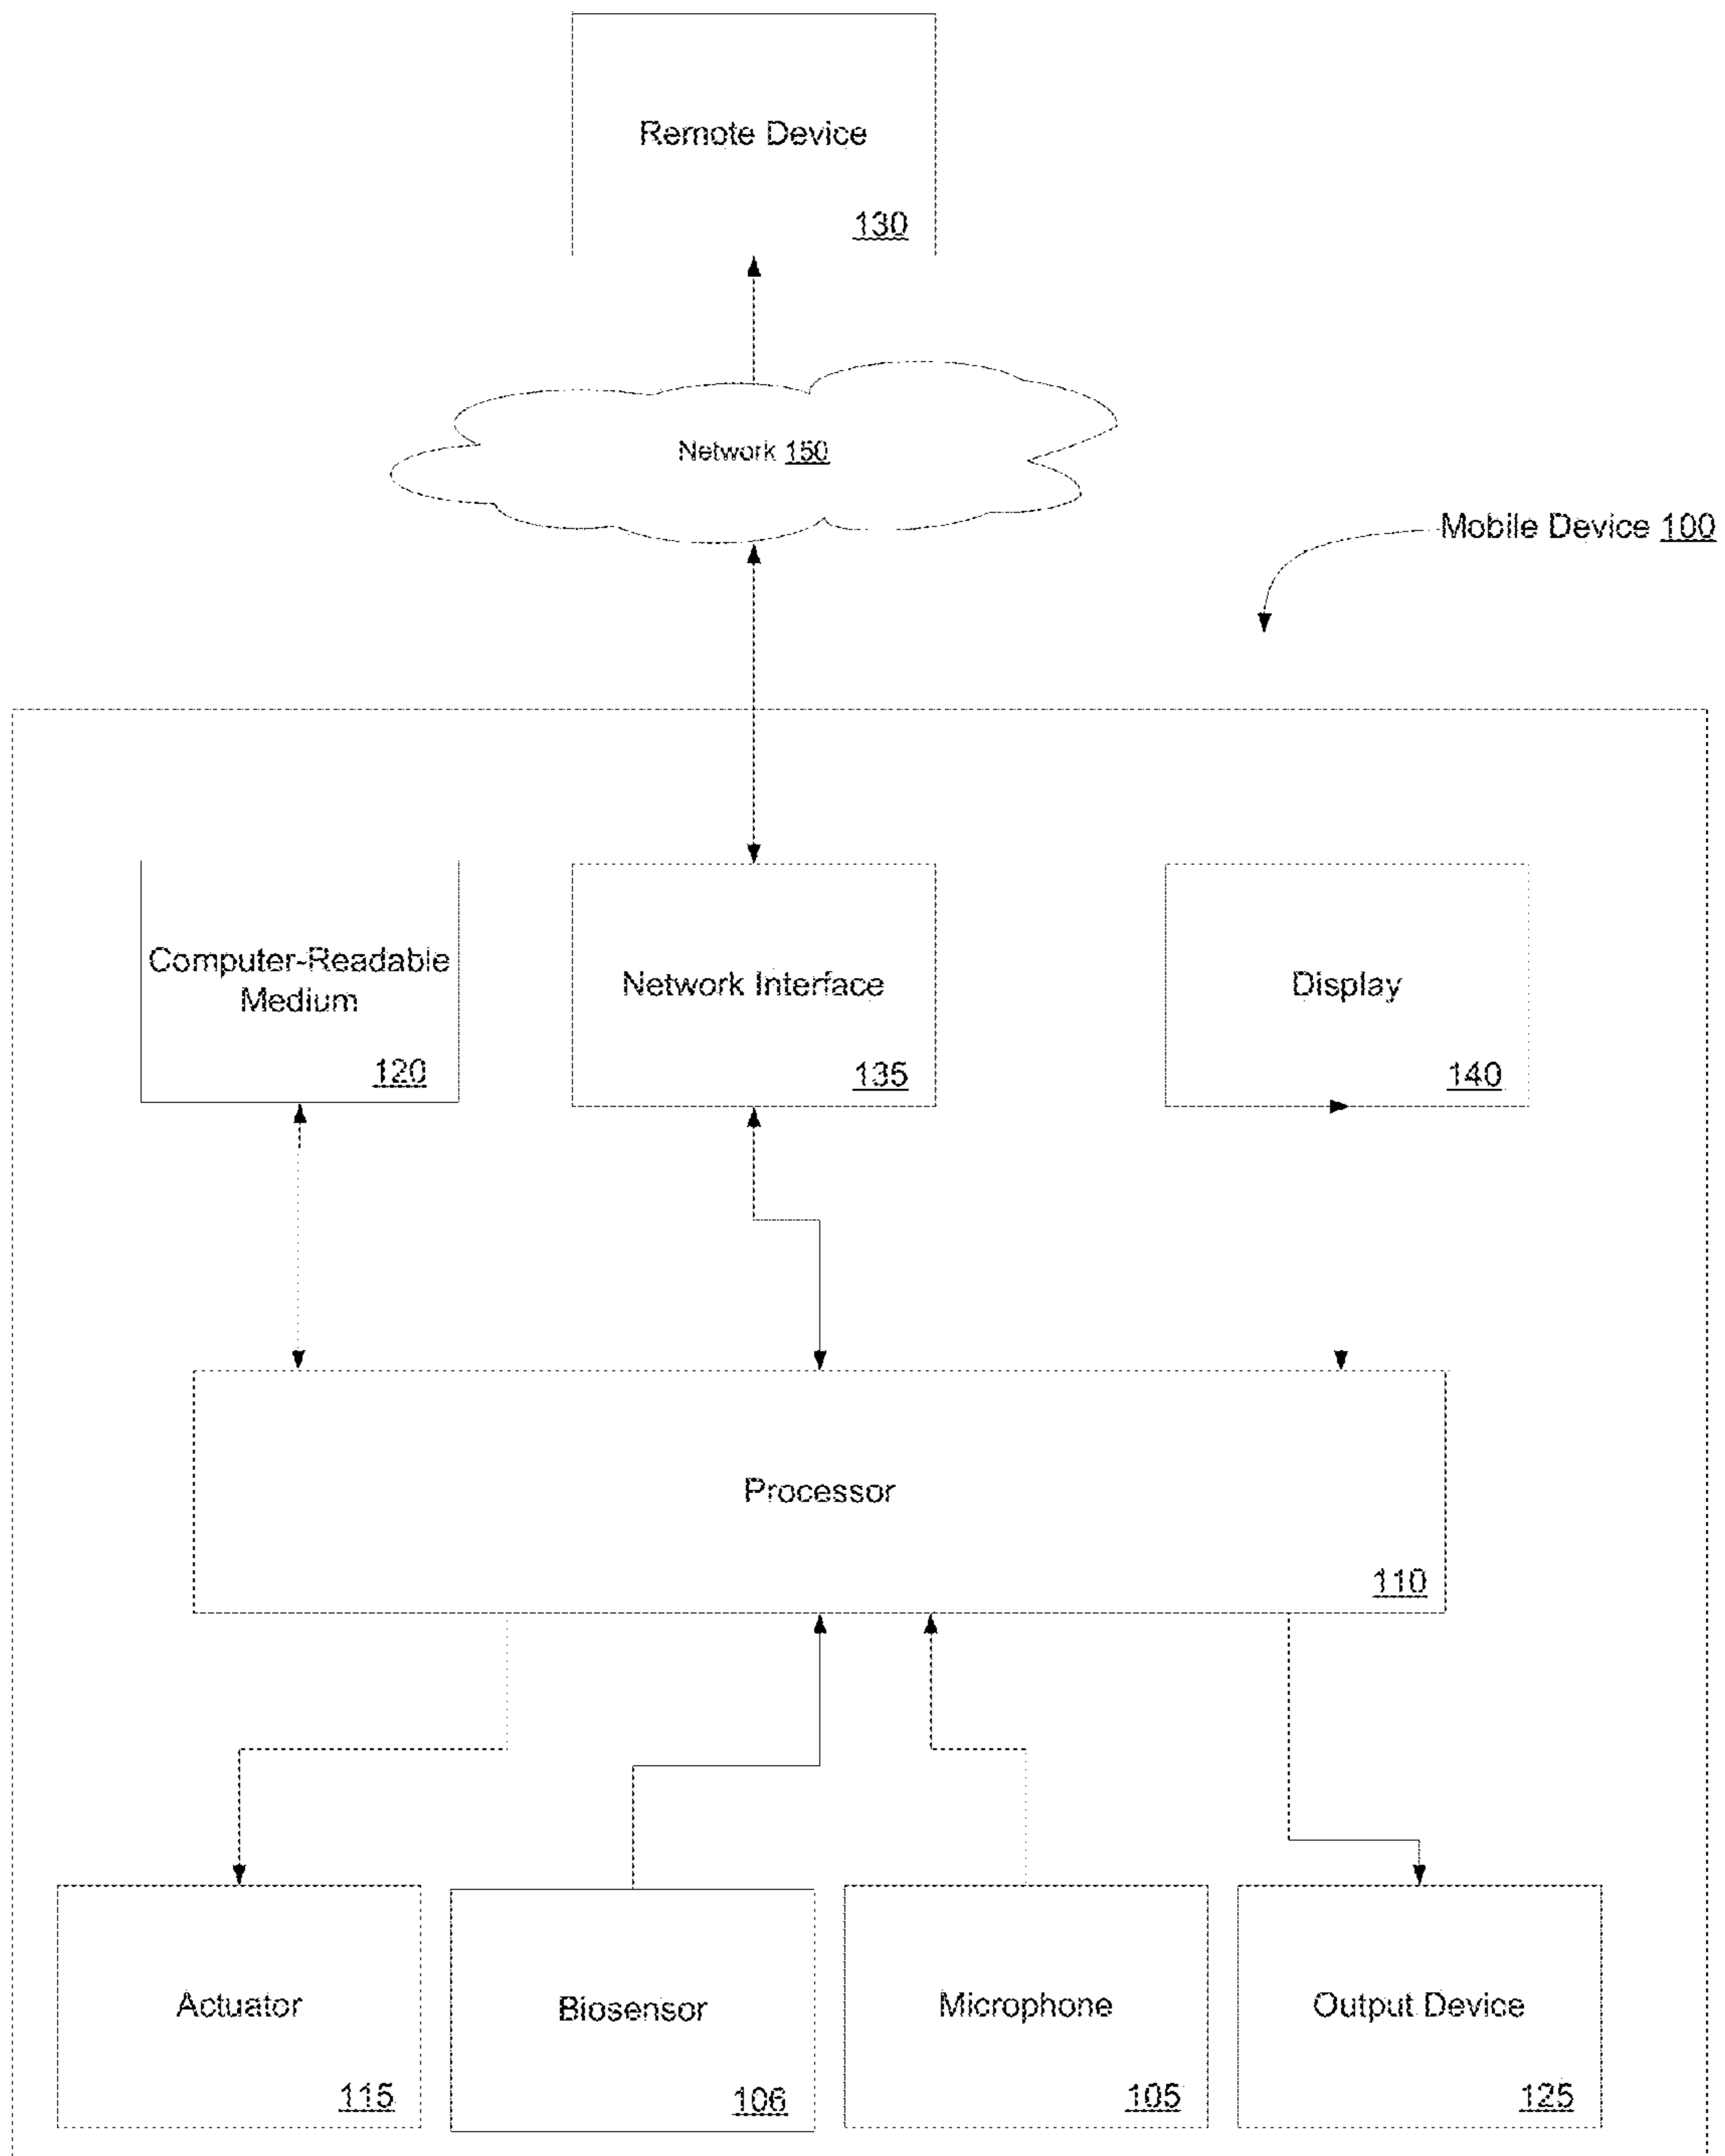 Remote Device
130
Network 150
Mobile Device 100
Computer-Readable
Medium
120
Network Interface
135
Display
140
Processor
110
Actuator
115
Biosensor
106
Microphone
105
Output Device
125